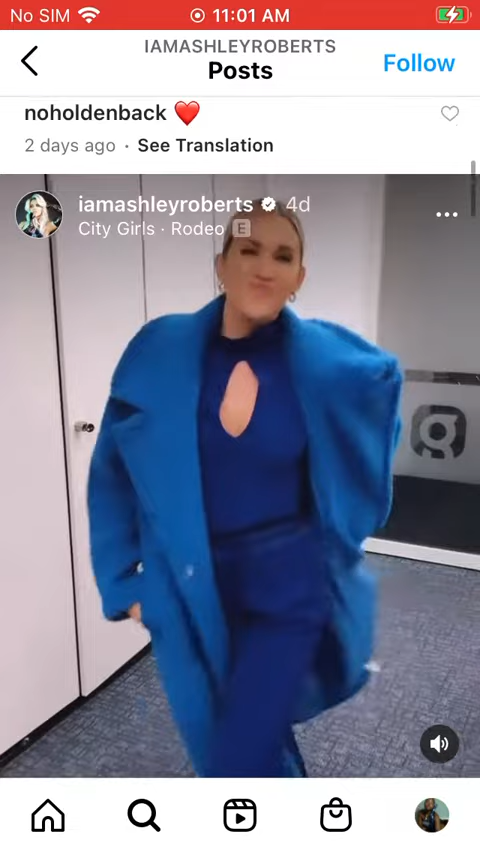 No SIM 11:01 AM
IAMASHLEYROBERTS
Posts
Follow
noholdenback ❤️
2 days ago · See Translation
iamashleyroberts 4d
City Girls · Rodeo E